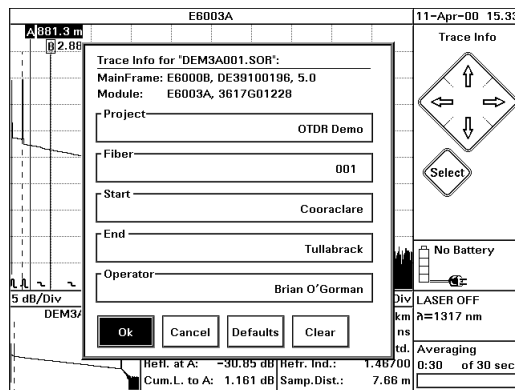 E6003A
11-Apr-00 15.33
A 881.3 m
B 2.88
Trace Info
Trace Info for "DEM3A001.SOR":
MainFrame: E6000B, DE39100196, 5.0
Module: E6003A, 3617G01228
Project
OTDR Demo
Fiber
001
Start
Cooraclare
End
Tullabrack
Operator
Brian O'Gorman
Ok
Cancel
Defaults
Clear
Select
No Battery
5 dB/Div
Div
LASER OFF
DEM3A
km
λ=1317 nm
ns
td.
Averaging
0:30 of 30 sec
Refl. at A: -30.85 dB Refr. Ind.: 1.46700
Cum.L. to A: 1.161 dB Samp.Dist.: 7.66 m